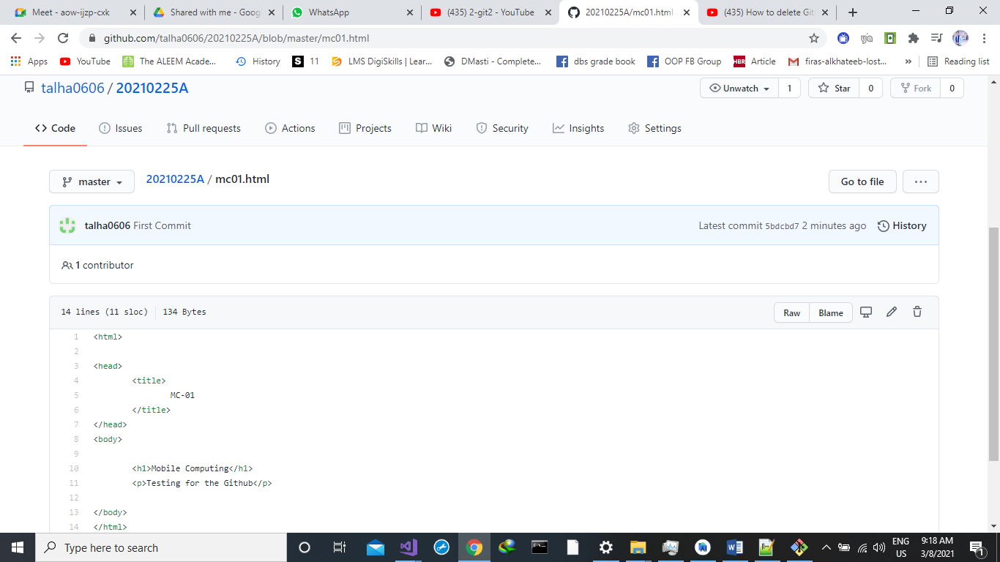 Meet - aow-ijzp-cxk
Shared with me - Goog
WhatsApp
(435) 2-git2 - YouTube
20210225A/mc01.html
(435) How to delete Git
github.com/talha0606/20210225A/blob/master/mc01.html
Apps
YouTube
The ALEEM Acade...
History
11
LMS DigiSkills | Lear...
DMasti - Complete...
dbs grade book
OOP FB Group
HBR Article
firas-alkhateeb-lost...
»
Reading list
talha0606 / 20210225A
Unwatch 1
Star 0
Fork 0
Code
Issues
Pull requests
Actions
Projects
Wiki
Security
Insights
Settings
master
20210225A / mc01.html
Go to file
...
talha0606 First Commit
Latest commit 5bdcbd7 2 minutes ago
History
1 contributor
14 lines (11 sloc) 134 Bytes
Raw
Blame
1 <html>
2
3 <head>
4 <title>
5 MC-01
6 </title>
7 </head>
8 <body>
9
10 <h1>Mobile Computing</h1>
11 <p>Testing for the Github</p>
12
13 </body>
14 </html>
Type here to search
ENG
US
9:18 AM
3/8/2021
1